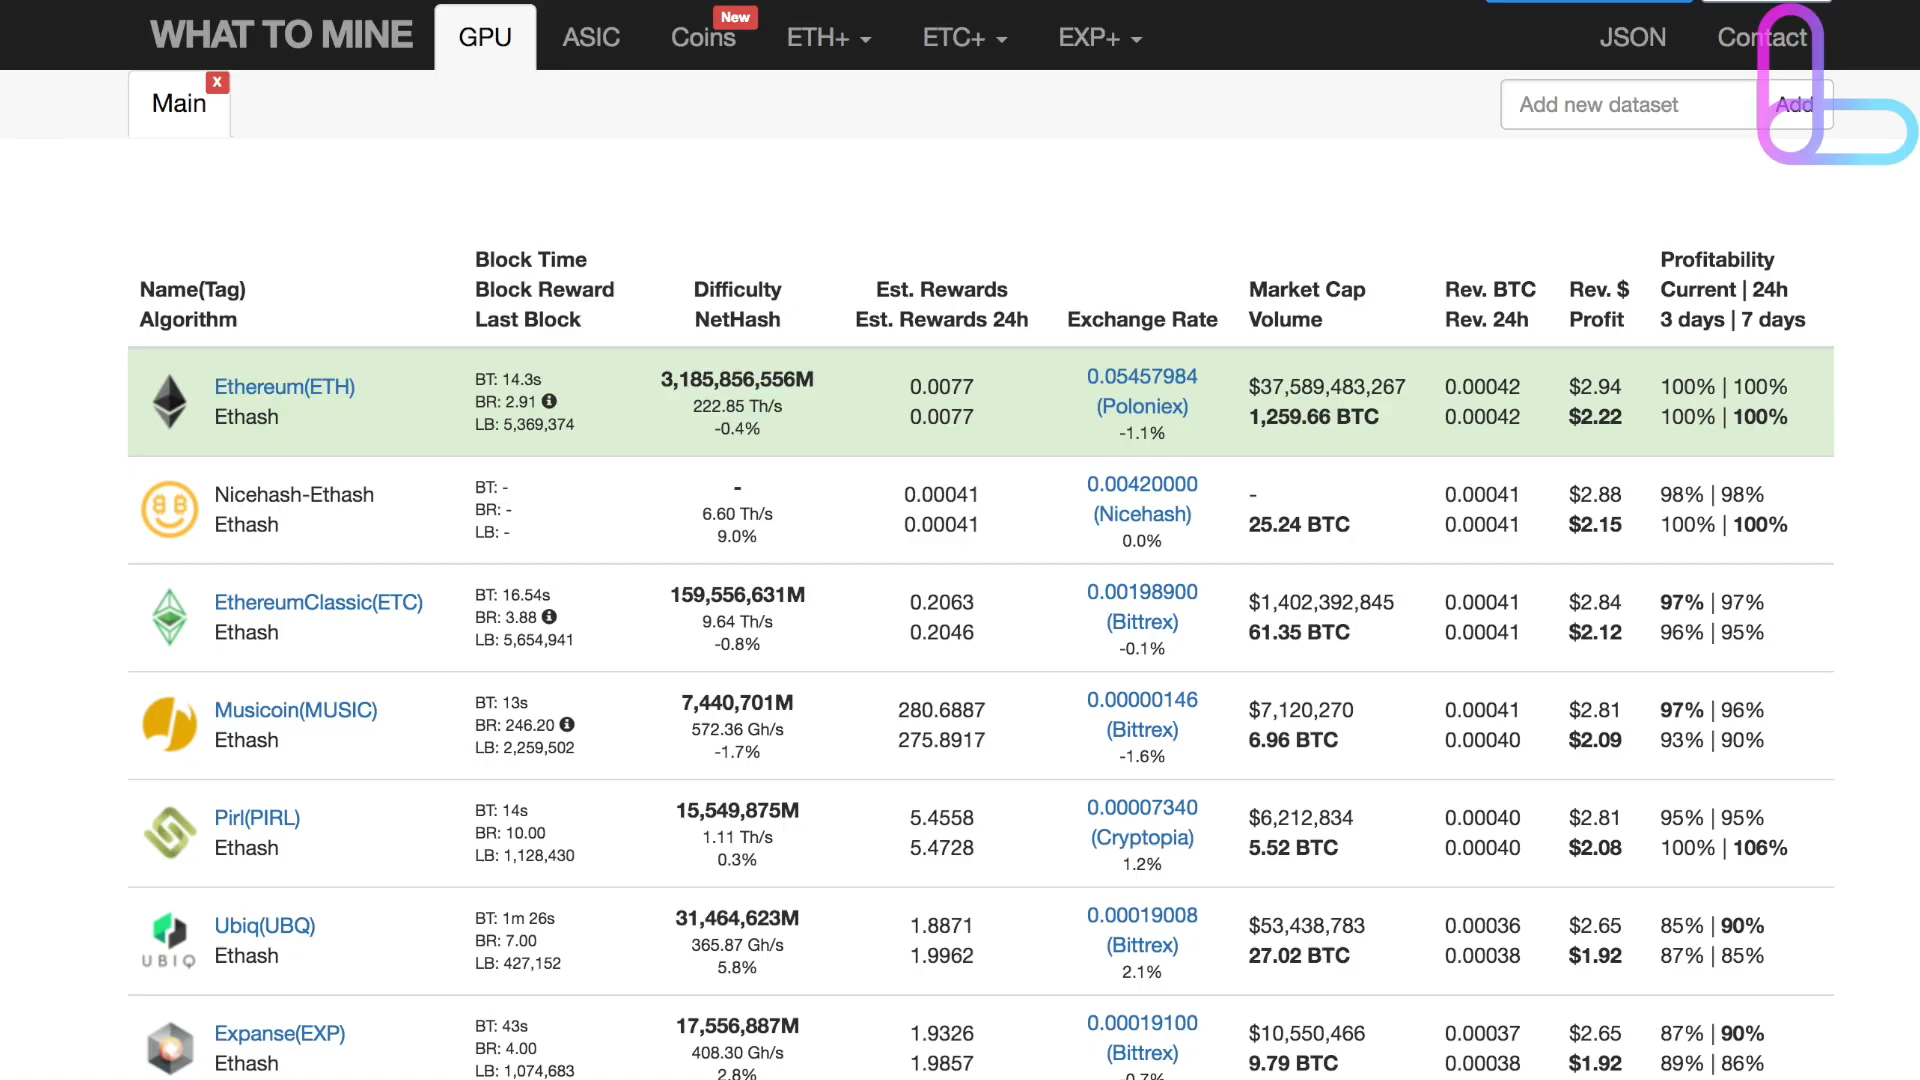 WHAT TO MINE GPU ASIC Coins New ETH+ ETC+ EXP+ JSON Contact
Main x Add new dataset Add
Name(Tag)
Algorithm
Block Time
Block Reward
Last Block
Difficulty
NetHash
Est. Rewards
Est. Rewards 24h
Exchange Rate
Market Cap
Volume
Rev. BTC
Rev. 24h
Rev. $
Profit
Profitability
Current | 24h
3 days | 7 days
Ethereum(ETH)
Ethash
BT: 14.3s
BR: 2.91
LB: 5,369,374
3,185,856,556M
222.85 Th/s
-0.4%
0.0077
0.0077
0.05457984
(Poloniex)
-1.1%
$37,589,483,267
1,259.66 BTC
0.00042
0.00042
$2.94
$2.22
100% | 100%
100% | 100%
Nicehash-Ethash
Ethash
BT: -
BR: -
LB: -
-
6.60 Th/s
9.0%
0.00041
0.00041
0.00420000
(Nicehash)
0.0%
-
25.24 BTC
0.00041
0.00041
$2.88
$2.15
98% | 98%
100% | 100%
EthereumClassic(ETC)
Ethash
BT: 16.54s
BR: 3.88
LB: 5,654,941
159,556,631M
9.64 Th/s
-0.8%
0.2063
0.2046
0.00198900
(Bittrex)
-0.1%
$1,402,392,845
61.35 BTC
0.00041
0.00041
$2.84
$2.12
97% | 97%
96% | 95%
Musicoin(MUSIC)
Ethash
BT: 13s
BR: 246.20
LB: 2,259,502
7,440,701M
572.36 Gh/s
-1.7%
280.6887
275.8917
0.00000146
(Bittrex)
-1.6%
$7,120,270
6.96 BTC
0.00041
0.00040
$2.81
$2.09
97% | 96%
93% | 90%
Pirl(PIRL)
Ethash
BT: 14s
BR: 10.00
LB: 1,128,430
15,549,875M
1.11 Th/s
0.3%
5.4558
5.4728
0.00007340
(Cryptopia)
1.2%
$6,212,834
5.52 BTC
0.00040
0.00040
$2.81
$2.08
95% | 95%
100% | 106%
UBIQ
Ubiq(UBQ)
Ethash
BT: 1m 26s
BR: 7.00
LB: 427,152
31,464,623M
365.87 Gh/s
5.8%
1.8871
1.9962
0.00019008
(Bittrex)
2.1%
$53,438,783
27.02 BTC
0.00036
0.00038
$2.65
$1.92
85% | 90%
87% | 85%
Expanse(EXP)
Ethash
BT: 43s
BR: 4.00
LB: 1,074,683
17,556,887M
408.30 Gh/s
2.8%
1.9326
1.9857
0.00019100
(Bittrex)
-0.7%
$10,550,466
9.79 BTC
0.00037
0.00038
$2.65
$1.92
87% | 90%
89% | 86%